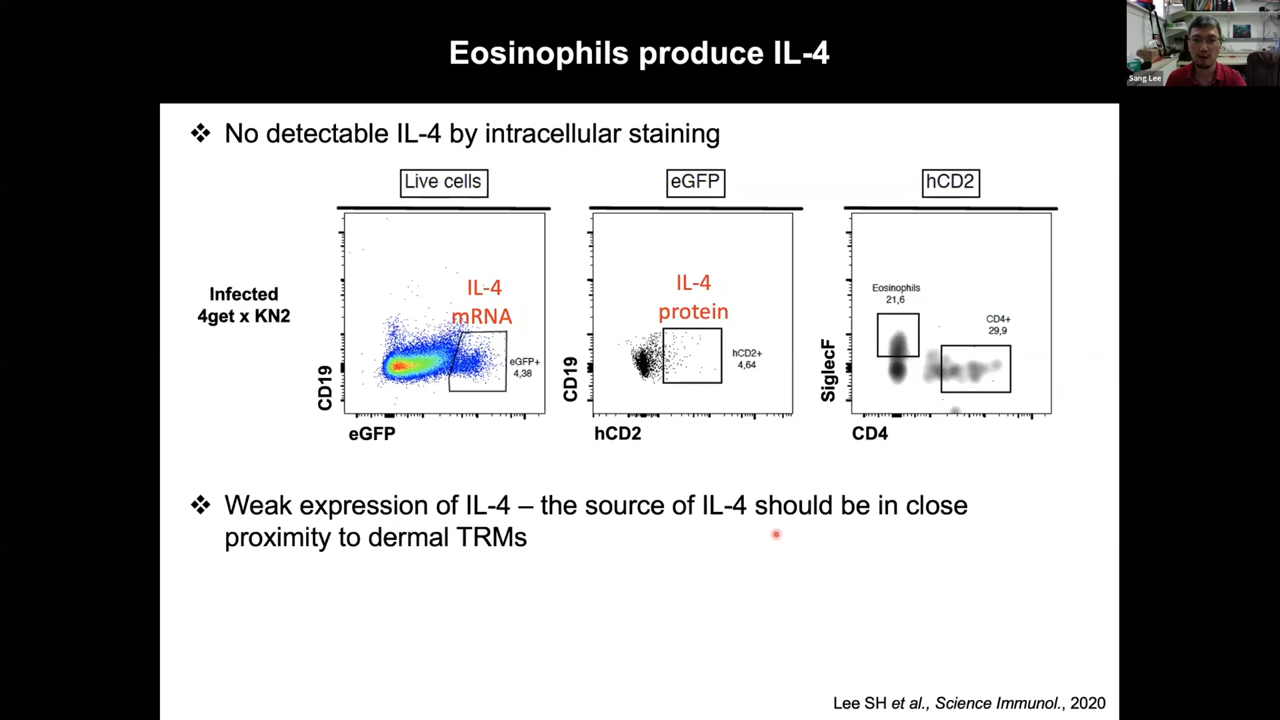 Eosinophils produce IL-4
Sang Lee
❖ No detectable IL-4 by intracellular staining
Live cells
eGFP
hCD2
Infected
4get x KN2
IL-4
mRNA
eGFP+
4,38
CD19
eGFP
IL-4
protein
hCD2+
4,64
CD19
hCD2
Eosinophils
21,6
CD4+
29,9
SiglecF
CD4
❖ Weak expression of IL-4 – the source of IL-4 should be in close
proximity to dermal TRMs
Lee SH et al., Science Immunol., 2020